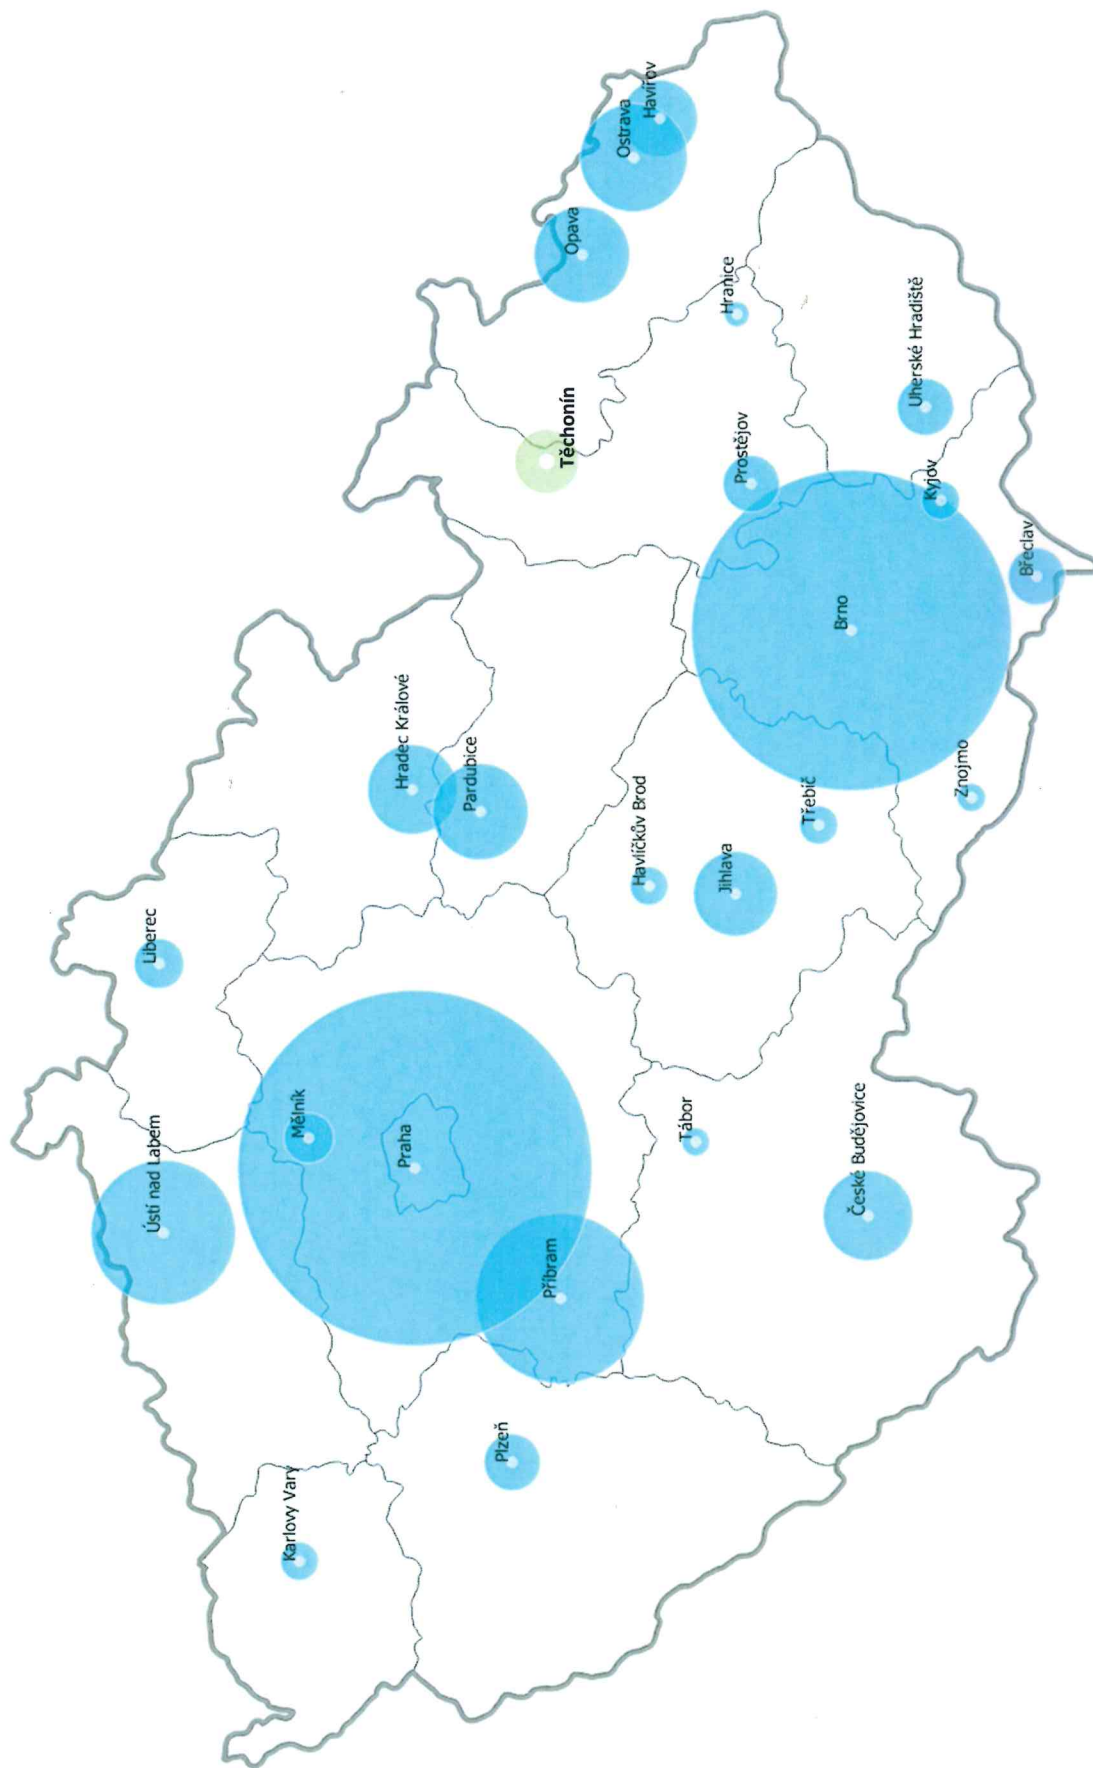 Liberec
Ústí nad Labem
Mělník
Karlovy Vary
Praha
Hradec Králové
Pardubice
Plzeň
Příbram
Těchonín
Opava
Ostrava
Havířov
Havlíčkův Brod
Tábor
Jihlava
Hranice
Prostějov
Třebíč
Brno
České Budějovice
Uherské Hradiště
Kyjov
Znojmo
Břeclav